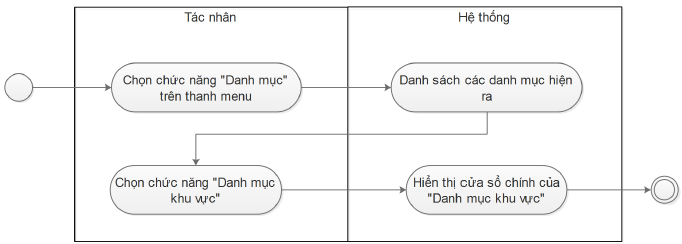 Tác nhân
Hệ thống
Chọn chức năng "Danh mục"
trên thanh menu
Danh sách các danh mục hiện
ra
Chọn chức năng "Danh mục
khu vực"
Hiển thị cửa sổ chính của
"Danh mục khu vực"